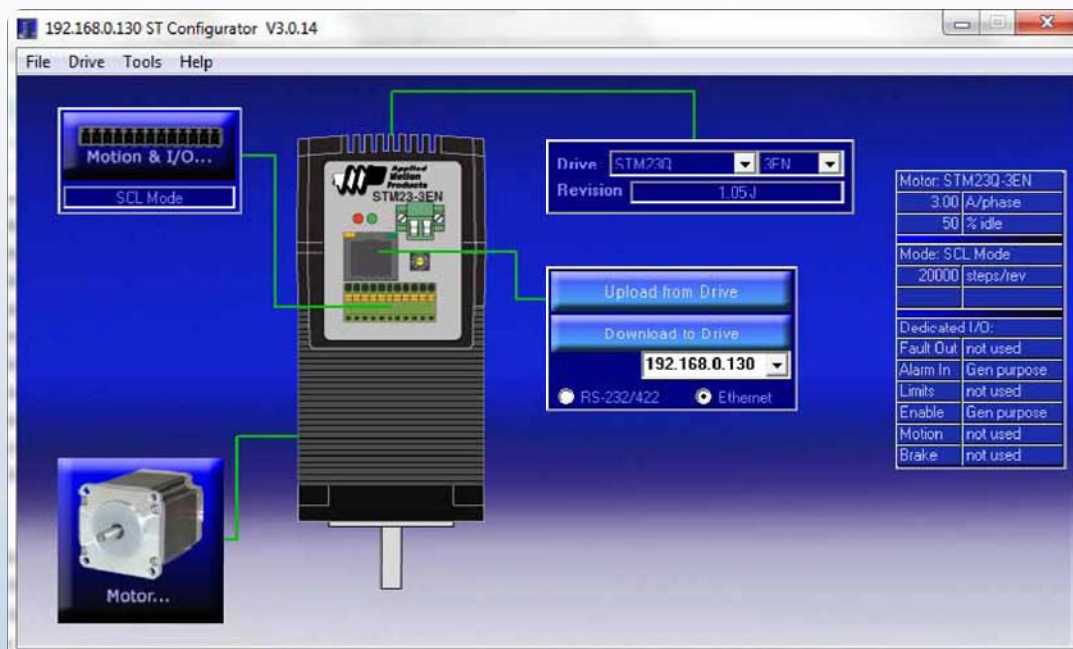 192.168.0.130 ST Configurator V3.0.14
File Drive Tools Help
Motion & I/O...
SCL Mode
Applied
Motion
Products
STM23-3EN
Drive STM23Q 3EN
Revision 1.05J
Upload from Drive
Download to Drive
192.168.0.130
RS-232/422 Ethernet
Motor: STM23Q-3EN
3.00 A/phase
50 % idle
Mode: SCL Mode
20000 steps/rev
Dedicated I/O:
Fault Out not used
Alarm In Gen purpose
Limits not used
Enable Gen purpose
Motion not used
Brake not used
Motor...